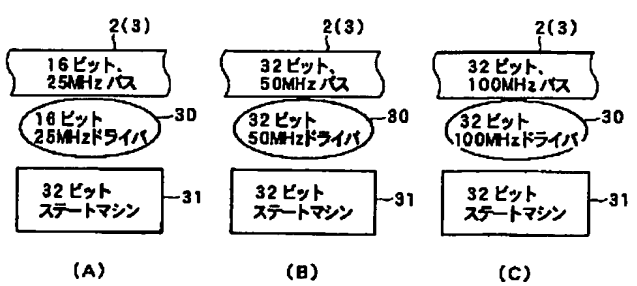 2(3)
16ビット、
25MHzバス
16ビット
25MHzドライバ
30
32ビット
ステートマシン
31
(A)
2(3)
32ビット、
50MHzバス
32ビット
50MHzドライバ
30
32ビット
ステートマシン
31
(B)
2(3)
32ビット、
100MHzバス
32ビット
100MHzドライバ
30
32ビット
ステートマシン
31
(C)